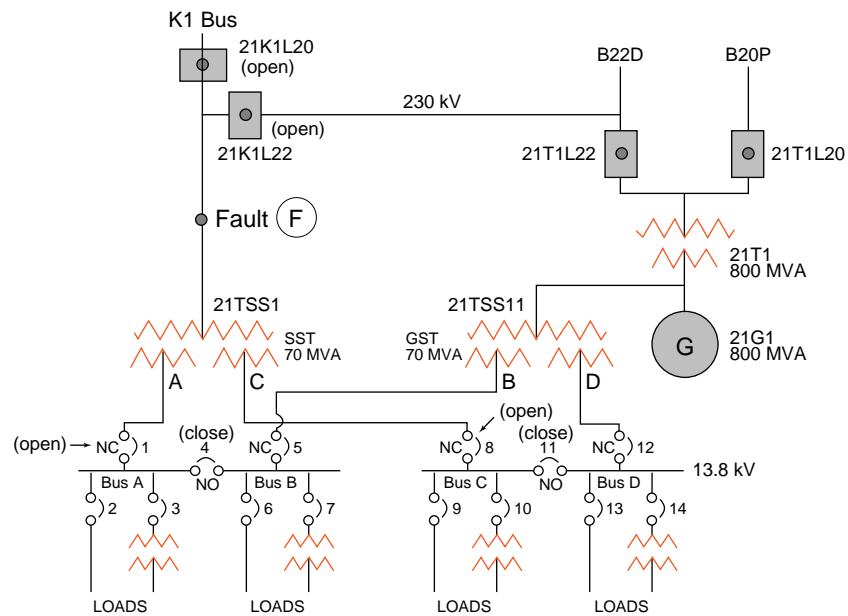 K1 Bus
21K1L20
(open)
B22D
B20P
230 kV
(open)
21K1L22
21T1L22
21T1L20
Fault F
21T1
800 MVA
21TSS1
21TSS11
SST
70 MVA
GST
70 MVA
G
21G1
800 MVA
A
C
B
D
(open)
(open)
NC 1
(close)
4
NC 5
NC 8
(close)
11
NC 12
13.8 kV
Bus A
NO
Bus B
Bus C
NO
Bus D
2
3
6
7
9
10
13
14
LOADS
LOADS
LOADS
LOADS